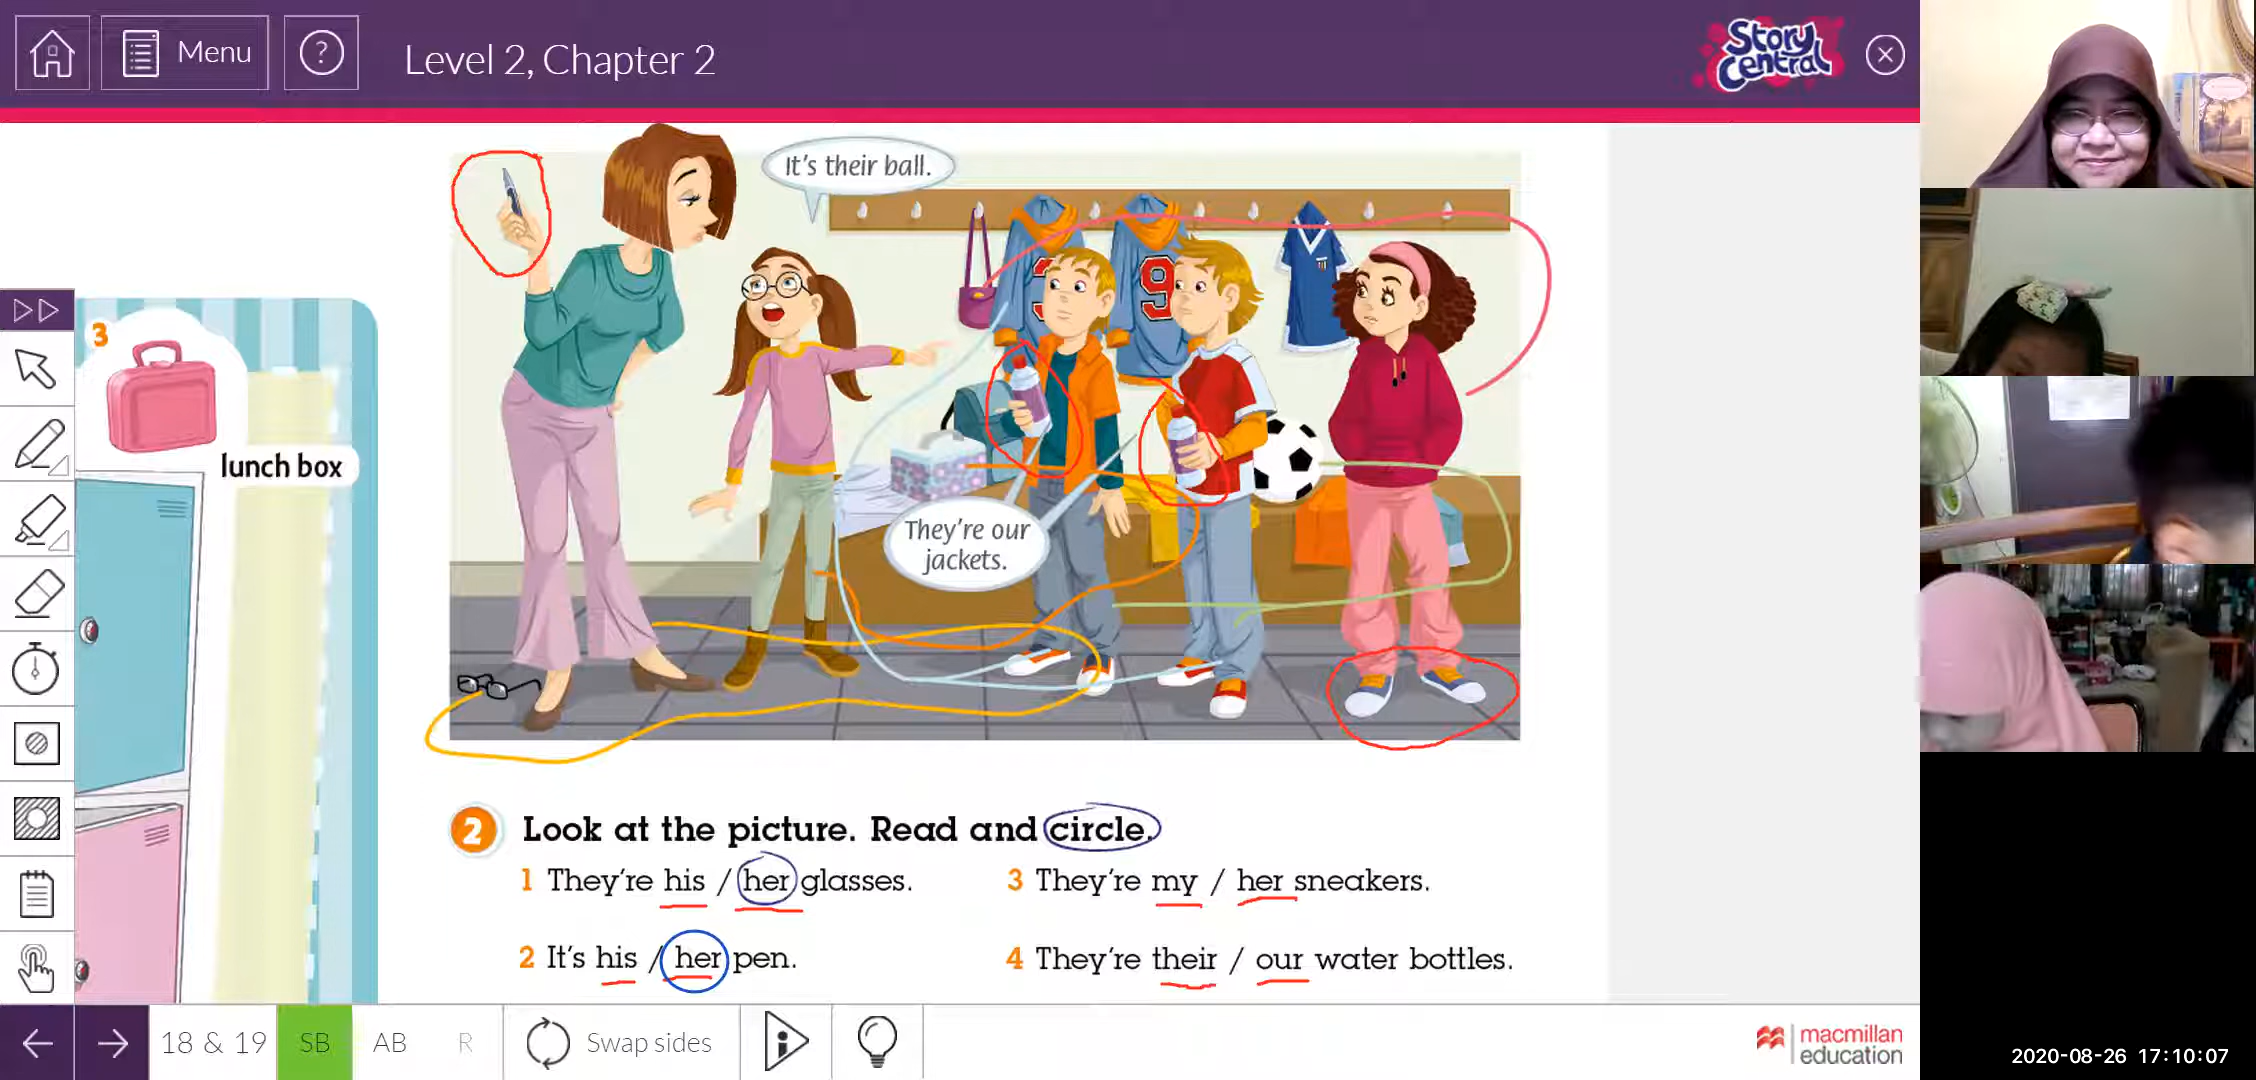 Menu
?
Level 2, Chapter 2
Story
Central
It's their ball.
3
9
3
lunch box
They're our
jackets.
2 Look at the picture. Read and circle.
1 They're his / her glasses.
3 They're my / her sneakers.
2 It's his / her pen.
4 They're their / our water bottles.
18 & 19
SB
AB
R
Swap sides
macmillan
education
2020-08-26 17:10:07